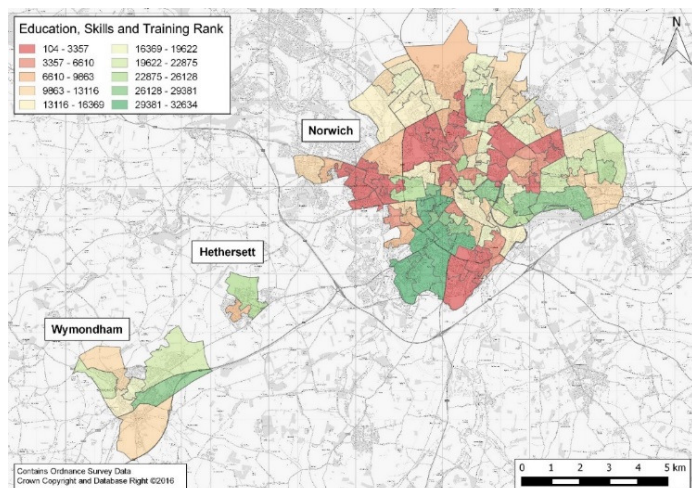 Education, Skills and Training Rank
104 - 3357
3357 - 6610
6610 - 9863
9863 - 13116
13116 - 16369
16369 - 19622
19622 - 22875
22875 - 26128
26128 - 29381
29381 - 32634
N
Norwich
Hethersett
Wymondham
Contains Ordnance Survey Data
Crown Copyright and Database Right ©2016
0 1 2 3 4 5 km